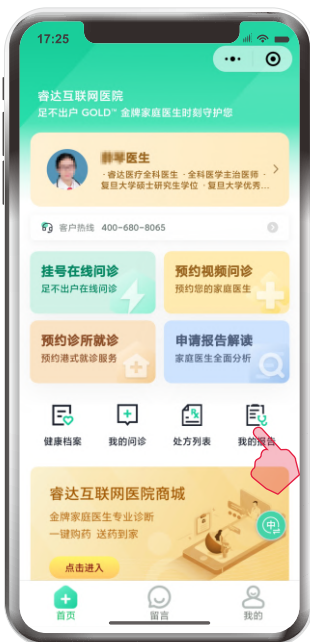 17:25
睿达互联网医院
足不出户 GOLD™ 金牌家庭医生时刻守护您
医生
·睿达医疗全科医生 ·全科医学主治医师 ·
复旦大学硕士研究生学位 ·复旦大学优秀...
客户热线 400-680-8065
挂号在线问诊
足不出户在线问诊
预约视频问诊
预约您的家庭医生
预约诊所就诊
预约港式就诊服务
申请报告解读
家庭医生全面分析
健康档案
我的问诊
处方列表
我的报告
睿达互联网医院商城
金牌家庭医生专业诊断
一键购药 送药到家
点击进入
中
首页
留言
我的